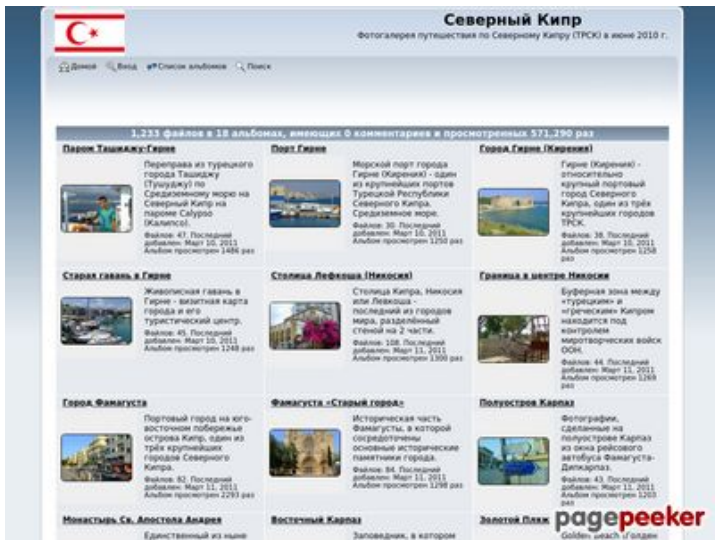 Северный Кипр
Фотогалерея путешествия по Северному Кипру (ТРСК) в июне 2010 г.
Домой Вход Список альбомов Поиск
1,233 файлов в 18 альбомах, имеющих 0 комментариев и просмотренных 571,290 раз
Паром Ташиджу-Гирне
Переправа из турецкого
города Ташиджу
(Тушуджу) по
Средиземному морю на
Северный Кипр на
пароме Calypso
(Калипсо).
Файлов: 47. Последний
добавлен: Март 10, 2011
Альбом просмотрен 1486 раз
Порт Гирне
Морской порт города
Гирне (Кирения) - один
из крупнейших портов
Турецкой Республики
Северного Кипра.
Средиземное море.
Файлов: 30. Последний
добавлен: Март 10, 2011
Альбом просмотрен 1250 раз
Город Гирне (Кирения)
Гирне (Кирения) -
относительно
крупный портовый
город Северного
Кипра, один из трёх
крупнейших городов
ТРСК.
Файлов: 38. Последний
добавлен: Март 10, 2011
Альбом просмотрен 1258
раз
Старая гавань в Гирне
Живописная гавань в
Гирне - визитная карта
города и его
туристический центр.
Файлов: 45. Последний
добавлен: Март 10, 2011
Альбом просмотрен 1248 раз
Столица Лефкоша (Никосия)
Столица Кипра, Никосия
или Левкоша -
последний из городов
мира, разделённый
стеной на 2 части.
Файлов: 108. Последний
добавлен: Март 11, 2011
Альбом просмотрен 1300 раз
Граница в центре Никосии
Буферная зона между
«турецким» и
«греческим» Кипром
находится под
контролем
миротворческих войск
ООН.
Файлов: 44. Последний
добавлен: Март 11, 2011
Альбом просмотрен 1269
раз
Город Фамагуста
Портовый город на юго-
восточном побережье
острова Кипр, один из
трёх крупнейших
городов Северного
Кипра.
Файлов: 82. Последний
добавлен: Март 11, 2011
Альбом просмотрен 2293 раз
Фамагуста «Старый город»
Историческая часть
Фамагусты, в которой
сосредоточены
основные исторические
памятники города.
Файлов: 84. Последний
добавлен: Март 11, 2011
Альбом просмотрен 1298 раз
Полуостров Карпаз
Фотографии,
сделанные на
полуострове Карпаз
из окна рейсового
автобуса Фамагуста-
Дипкарпаз.
Файлов: 43. Последний
добавлен: Март 11, 2011
Альбом просмотрен 1203
раз
Монастырь Св. Апостола Андрея
Единственный из ныне
Восточный Карпаз
Заповедник, в котором
Золотой Пляж
Golden Beach (Голден
pagepeeker